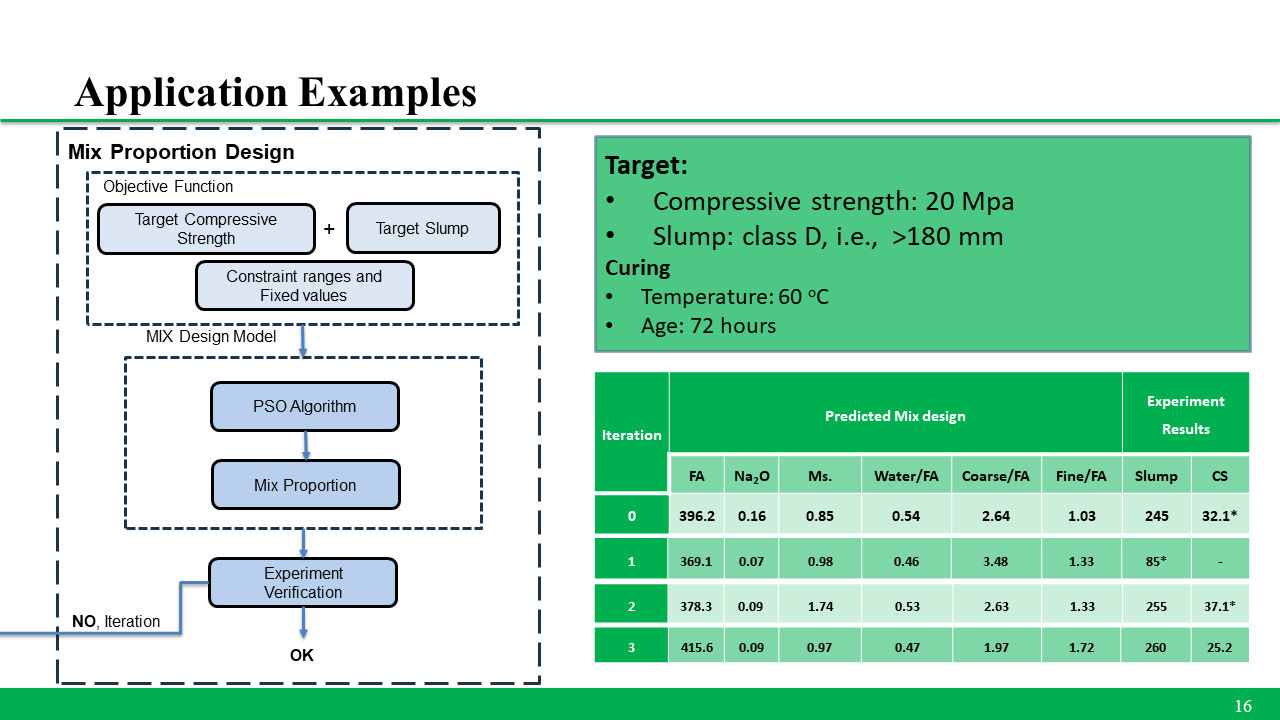 Application Examples
Mix Proportion Design
Objective Function
Target Compressive
Strength
+
Target Slump
Constraint ranges and
Fixed values
MIX Design Model
PSO Algorithm
Mix Proportion
Experiment
Verification
NO, Iteration
OK
Target:
• Compressive strength: 20 Mpa
• Slump: class D, i.e., >180 mm
Curing
• Temperature: 60 °C
• Age: 72 hours
Iteration Predicted Mix design Experiment
Results
FA Na₂O Ms. Water/FA Coarse/FA Fine/FA Slump CS
0 396.2 0.16 0.85 0.54 2.64 1.03 245 32.1*
1 369.1 0.07 0.98 0.46 3.48 1.33 85* -
2 378.3 0.09 1.74 0.53 2.63 1.33 255 37.1*
3 415.6 0.09 0.97 0.47 1.97 1.72 260 25.2
16